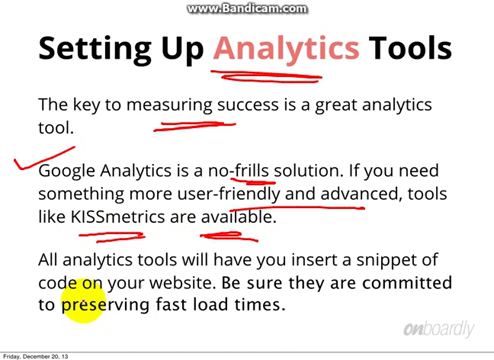 www.Bandicam.com
Setting Up Analytics Tools
The key to measuring success is a great analytics
tool.
Google Analytics is a no-frills solution. If you need
something more user-friendly and advanced, tools
like KISSmetrics are available.
All analytics tools will have you insert a snippet of
code on your website. Be sure they are committed
to preserving fast load times.
onboardly
Friday, December 20, 13